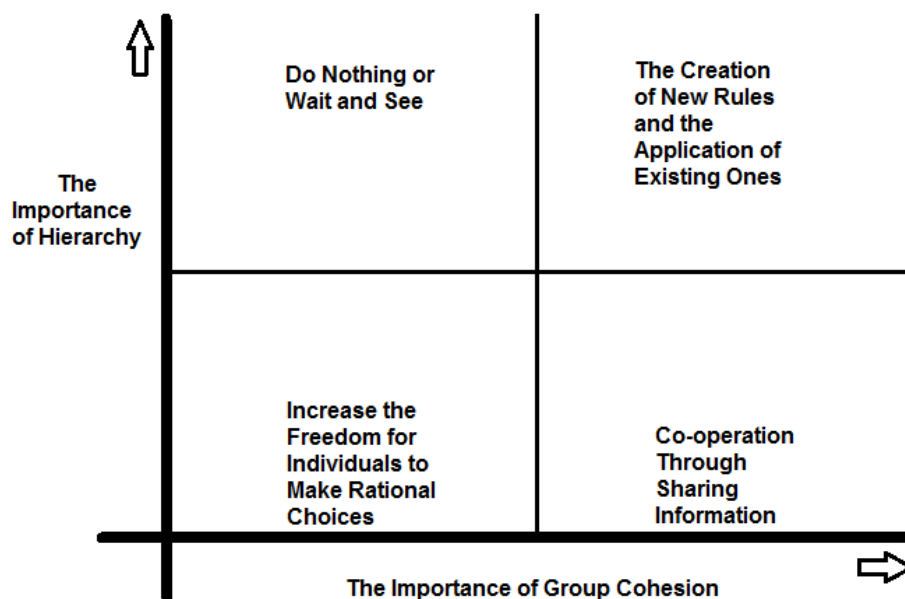 Do Nothing or
Wait and See
The Creation
of New Rules
and the
Application of
Existing Ones
The
Importance
of Hierarchy
Increase the
Freedom for
Individuals to
Make Rational
Choices
Co-operation
Through
Sharing
Information
The Importance of Group Cohesion